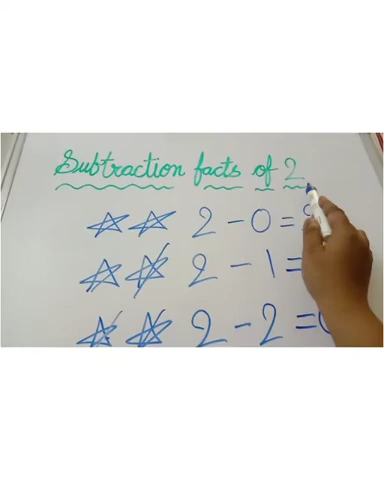 Subtraction facts of 2
2 - 0 =
2 - 1 =
2 - 2 =